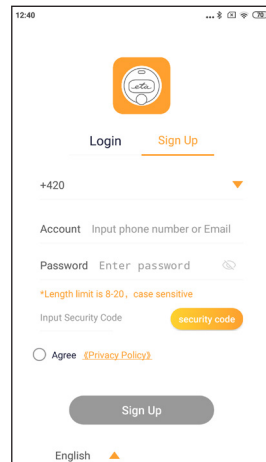 12:40
70
eta
Login Sign Up
+420
Account Input phone number or Email
Password Enter password
*Length limit is 8-20, case sensitive
Input Security Code security code
Agree 《Privacy Policy》
Sign Up
English